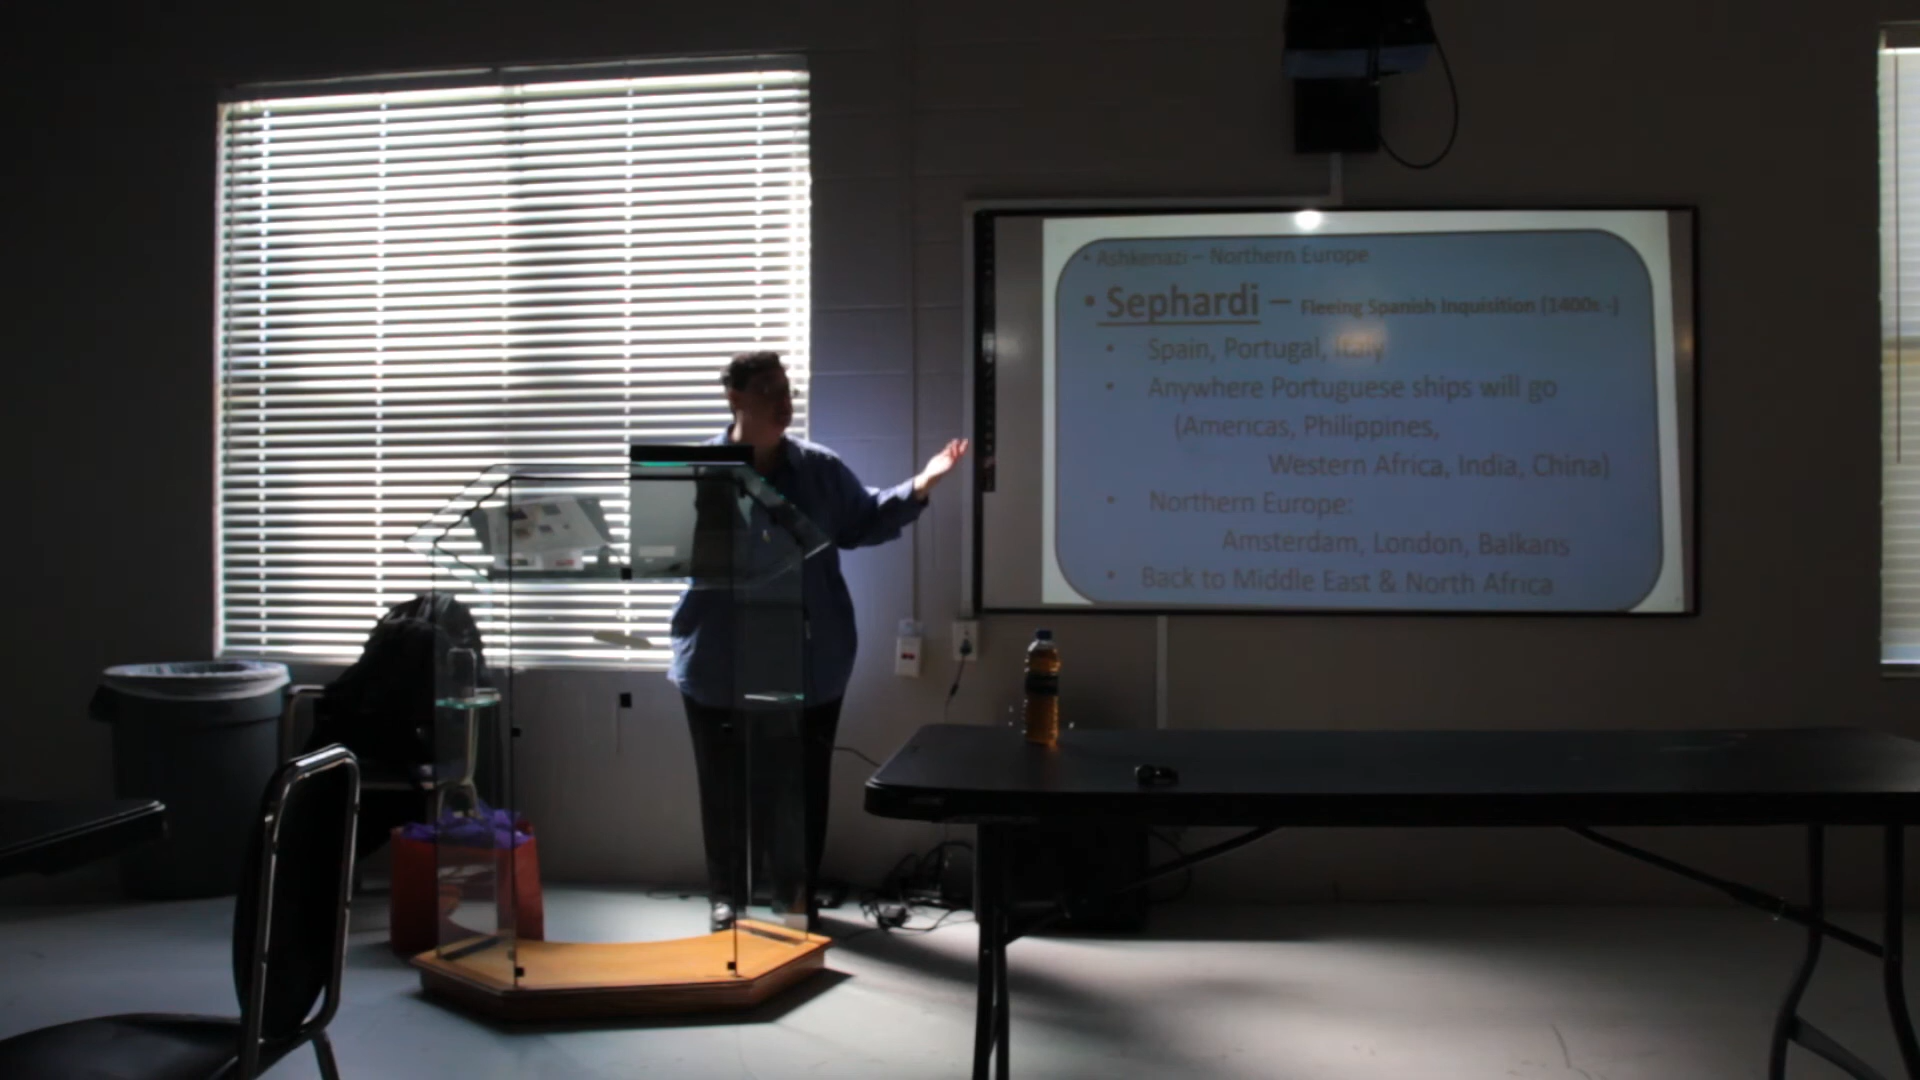 • Ashkenazi – Northern Europe
• Sephardi – Fleeing Spanish Inquisition (1400s -)
• Spain, Portugal, Italy
• Anywhere Portuguese ships will go
(Americas, Philippines,
Western Africa, India, China)
• Northern Europe:
Amsterdam, London, Balkans
• Back to Middle East & North Africa